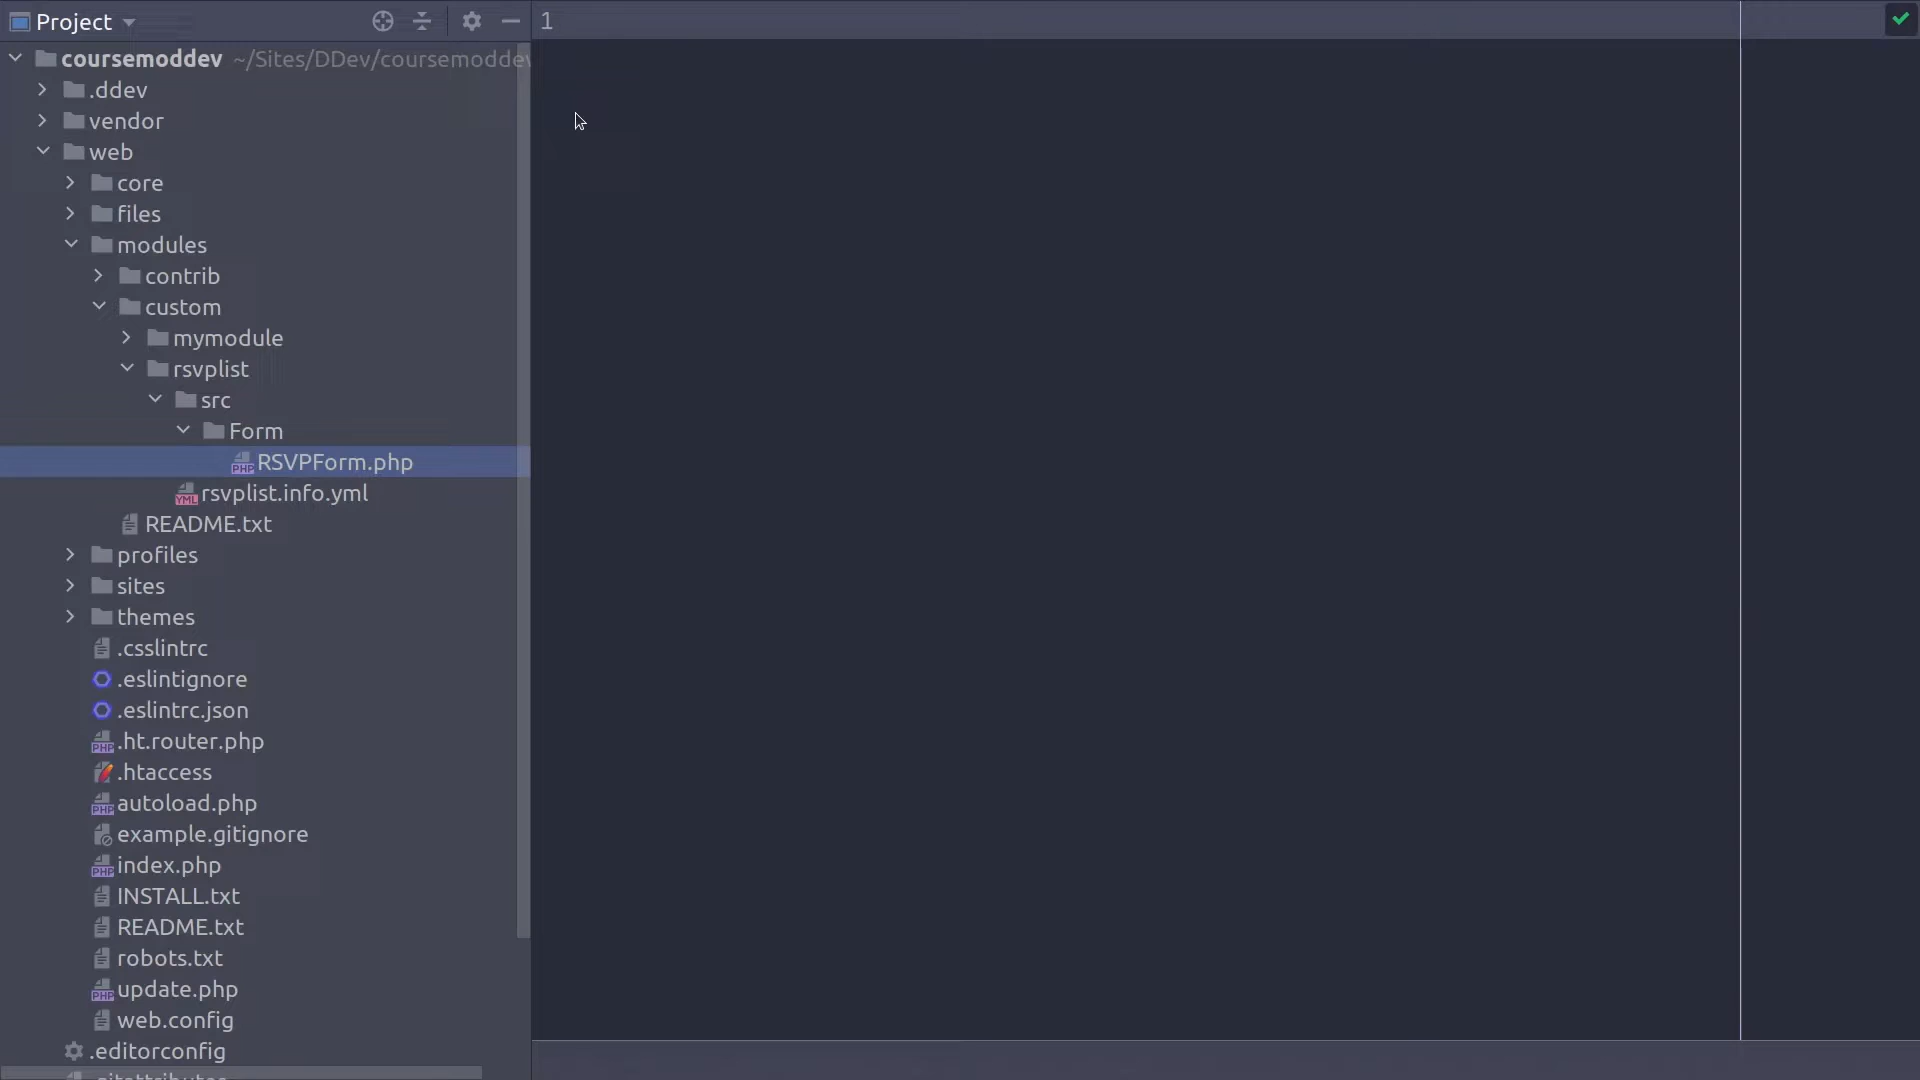 Project
1
coursemoddev ~/Sites/DDev/coursemoddev
.ddev
vendor
web
core
files
modules
contrib
custom
mymodule
rsvplist
src
Form
RSVPForm.php
rsvplist.info.yml
README.txt
profiles
sites
themes
.csslintrc
.eslintignore
.eslintrc.json
.ht.router.php
.htaccess
autoload.php
example.gitignore
index.php
INSTALL.txt
README.txt
robots.txt
update.php
web.config
.editorconfig
.gitattributes